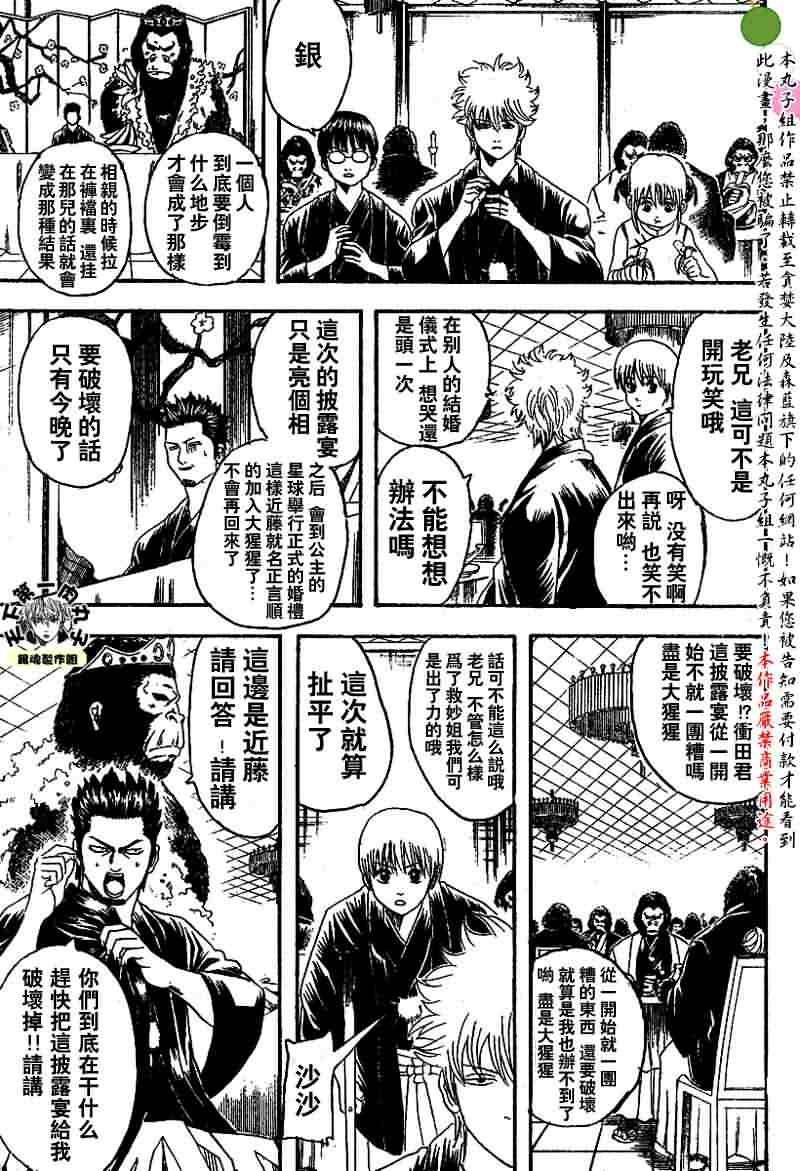 銀
一個人
到底要倒霉到
什么地步
才會成了那樣
相親的時候拉
在褲襠裏 還挂
在那兒的話就會
變成那種結果
老兄 這可不是
開玩笑哦
呀 没有笑啊
再説 也笑不
出來喲…
在别人的結婚
儀式上 想哭還
是頭一次
不能想想
辦法嗎
這次的披露宴
只是亮個相
之后 會到公主的
星球舉行正式的婚禮
這樣近藤就名正言順
的加入大猩猩了…
不會再回來了
要破壞的話
只有今晚了
要破壞!?衝田君
這披露宴從一開
始不就一團糟嗎
盡是大猩猩
從一開始就一團
糟的東西 還要破壞
就算是我也辦不到了
喲 盡是大猩猩
話可不能這么説哦
老兄 不管怎么樣
爲了救妙姐我們可
是出了力的哦
這次就算
扯平了
沙沙
這邊是近藤
請回答！請講
你們到底在干什么
趕快把這披露宴給我
破壞掉!!請講
本丸子組作品禁止轉載至貪婪大陸及森藍旗下的任何網站！如果您被告知需要付款才能看到
此漫畫！那麽您被騙了！若發生任何法律問題本丸子組一慨不負責！本作品嚴禁商業用途。
天下第一肉丸王
銀魂製作組